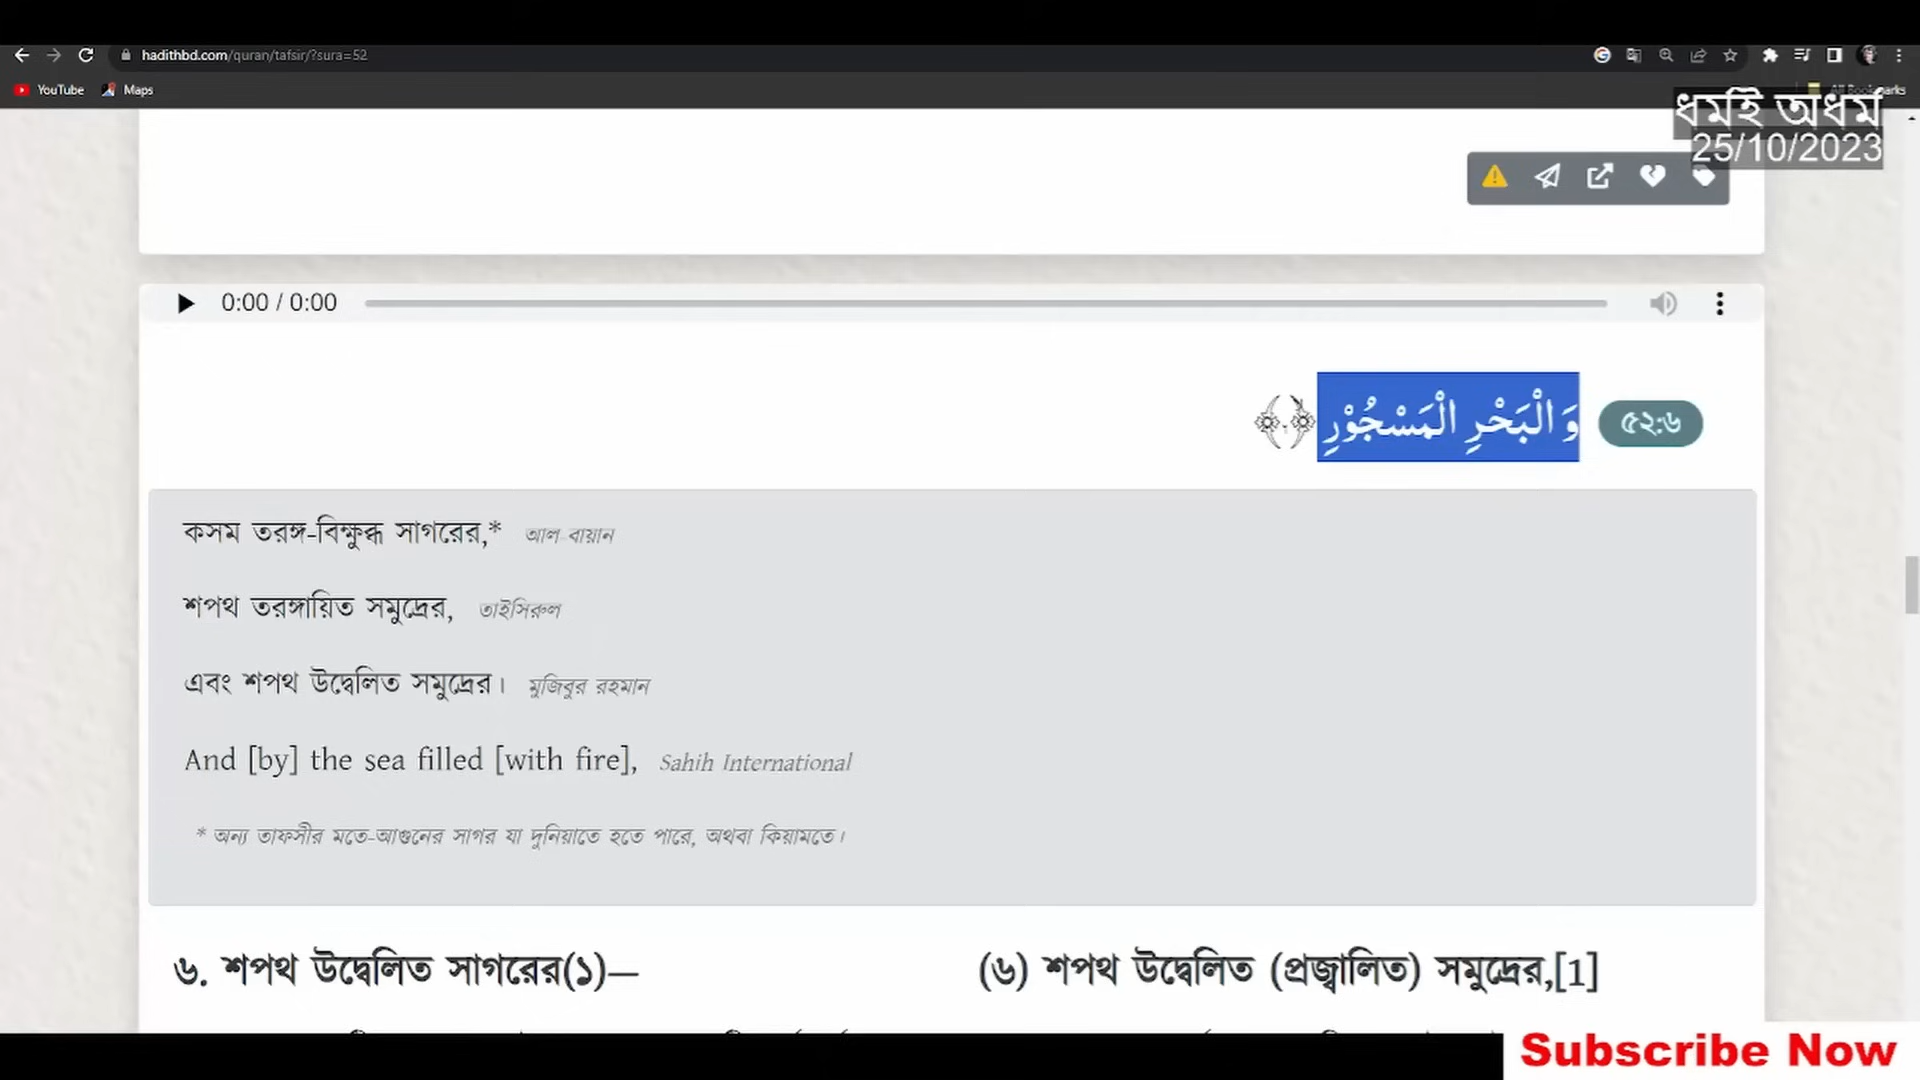 hadithbd.com/quran/tafsir/?sura=52
YouTube Maps
ধর্মই অধর্ম
25/10/2023
0:00 / 0:00
وَ الْبَحْرِ الْمَسْجُوْرِ
৫২:৬
কসম তরঙ্গ-বিক্ষুব্ধ সাগরের,* আল-বায়ান
শপথ তরঙ্গায়িত সমুদ্রের, তাইসিরুল
এবং শপথ উদ্বেলিত সমুদ্রের। মুজিবুর রহমান
And [by] the sea filled [with fire], Sahih International
* অন্য তাফসীর মতে-আগুনের সাগর যা দুনিয়াতে হতে পারে, অথবা কিয়ামতে।
৬. শপথ উদ্বেলিত সাগরের(১)—
(৬) শপথ উদ্বেলিত (প্রজ্বালিত) সমুদ্রের,[1]
Subscribe Now